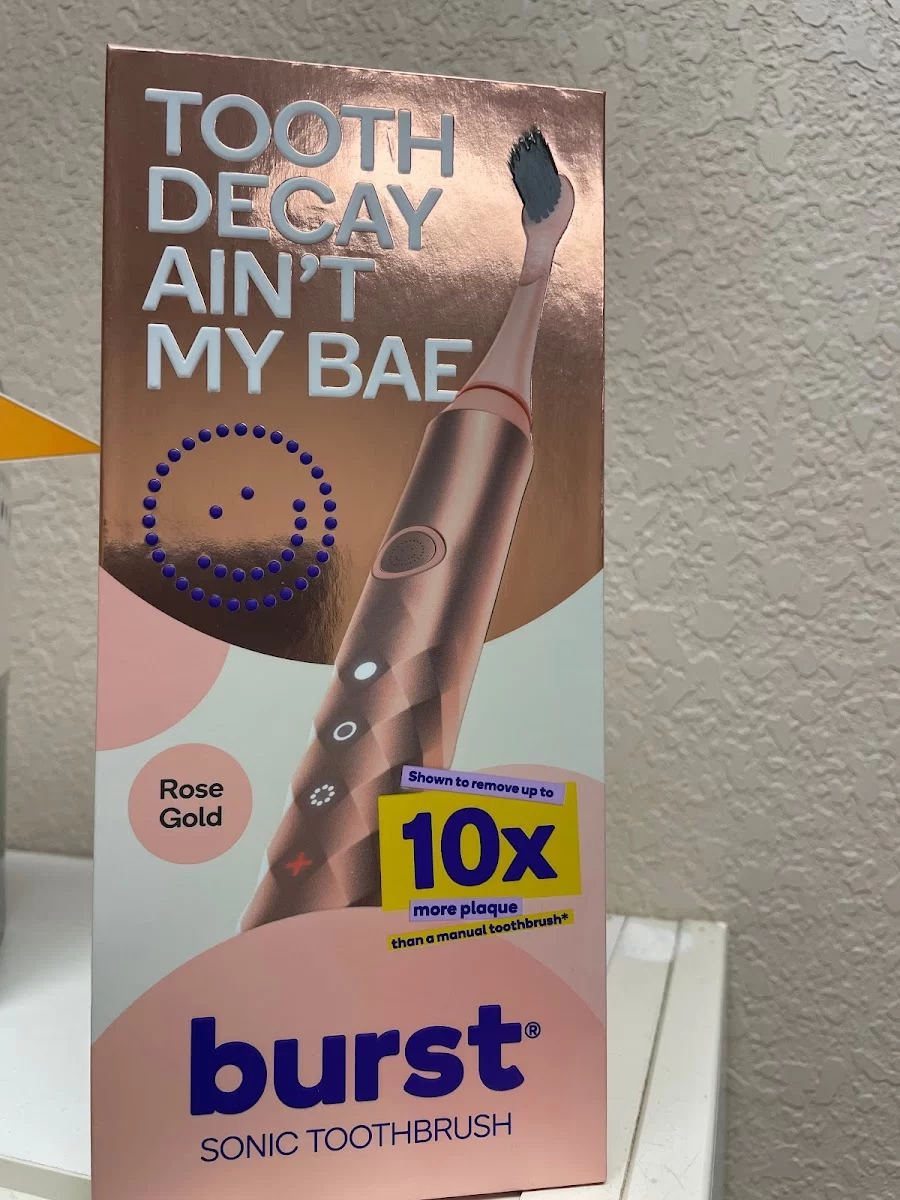 TOOTH
DECAY
AIN'T
MY BAE
Rose
Gold
Shown to remove up to
10x
more plaque
than a manual toothbrush*
burst®
SONIC TOOTHBRUSH